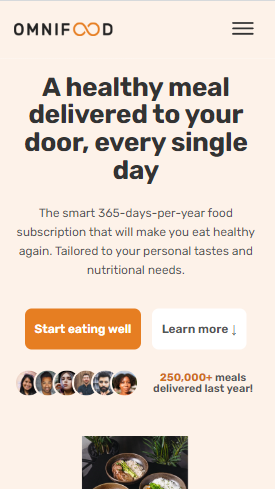 OMNIFOOD
A healthy meal
delivered to your
door, every single
day
The smart 365-days-per-year food
subscription that will make you eat healthy
again. Tailored to your personal tastes and
nutritional needs.
Start eating well
Learn more ↓
250,000+ meals
delivered last year!